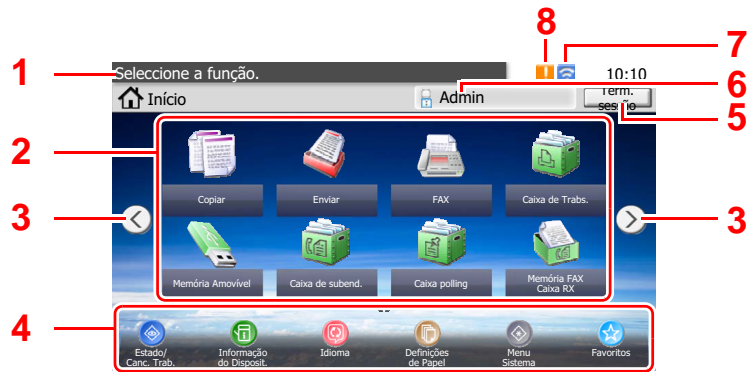 8
7
1
Seleccione a função.
10:10
6
Início
Admin
Term.
sessão
5
2
Copiar
Enviar
FAX
Caixa de Trabs.
3
3
Memória Amovível
Caixa de subend.
Caixa polling
Memória FAX
Caixa RX
4
Estado/
Canc. Trab.
Informação
do Disposit.
Idioma
Definições
de Papel
Menu
Sistema
Favoritos